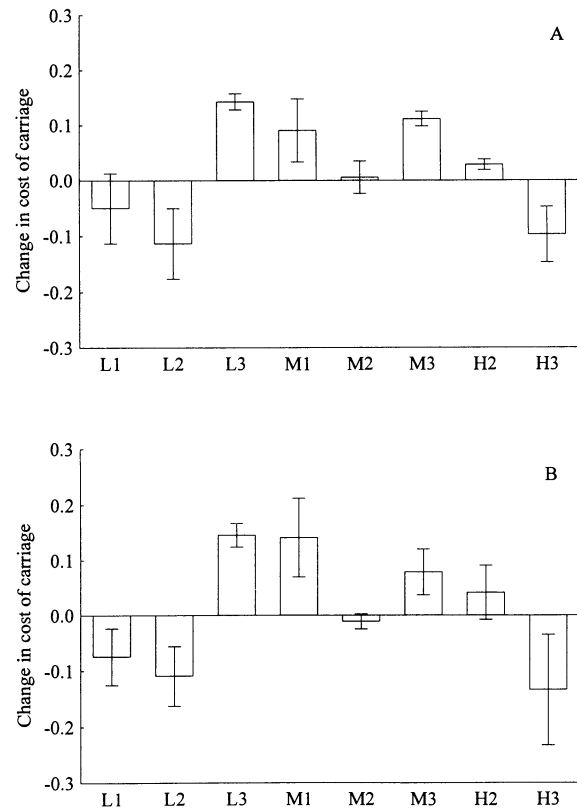 A
Change in cost of carriage
0.3
0.2
0.1
0.0
-0.1
-0.2
-0.3
L1 L2 L3 M1 M2 M3 H2 H3
B
Change in cost of carriage
0.3
0.2
0.1
0.0
-0.1
-0.2
-0.3
L1 L2 L3 M1 M2 M3 H2 H3